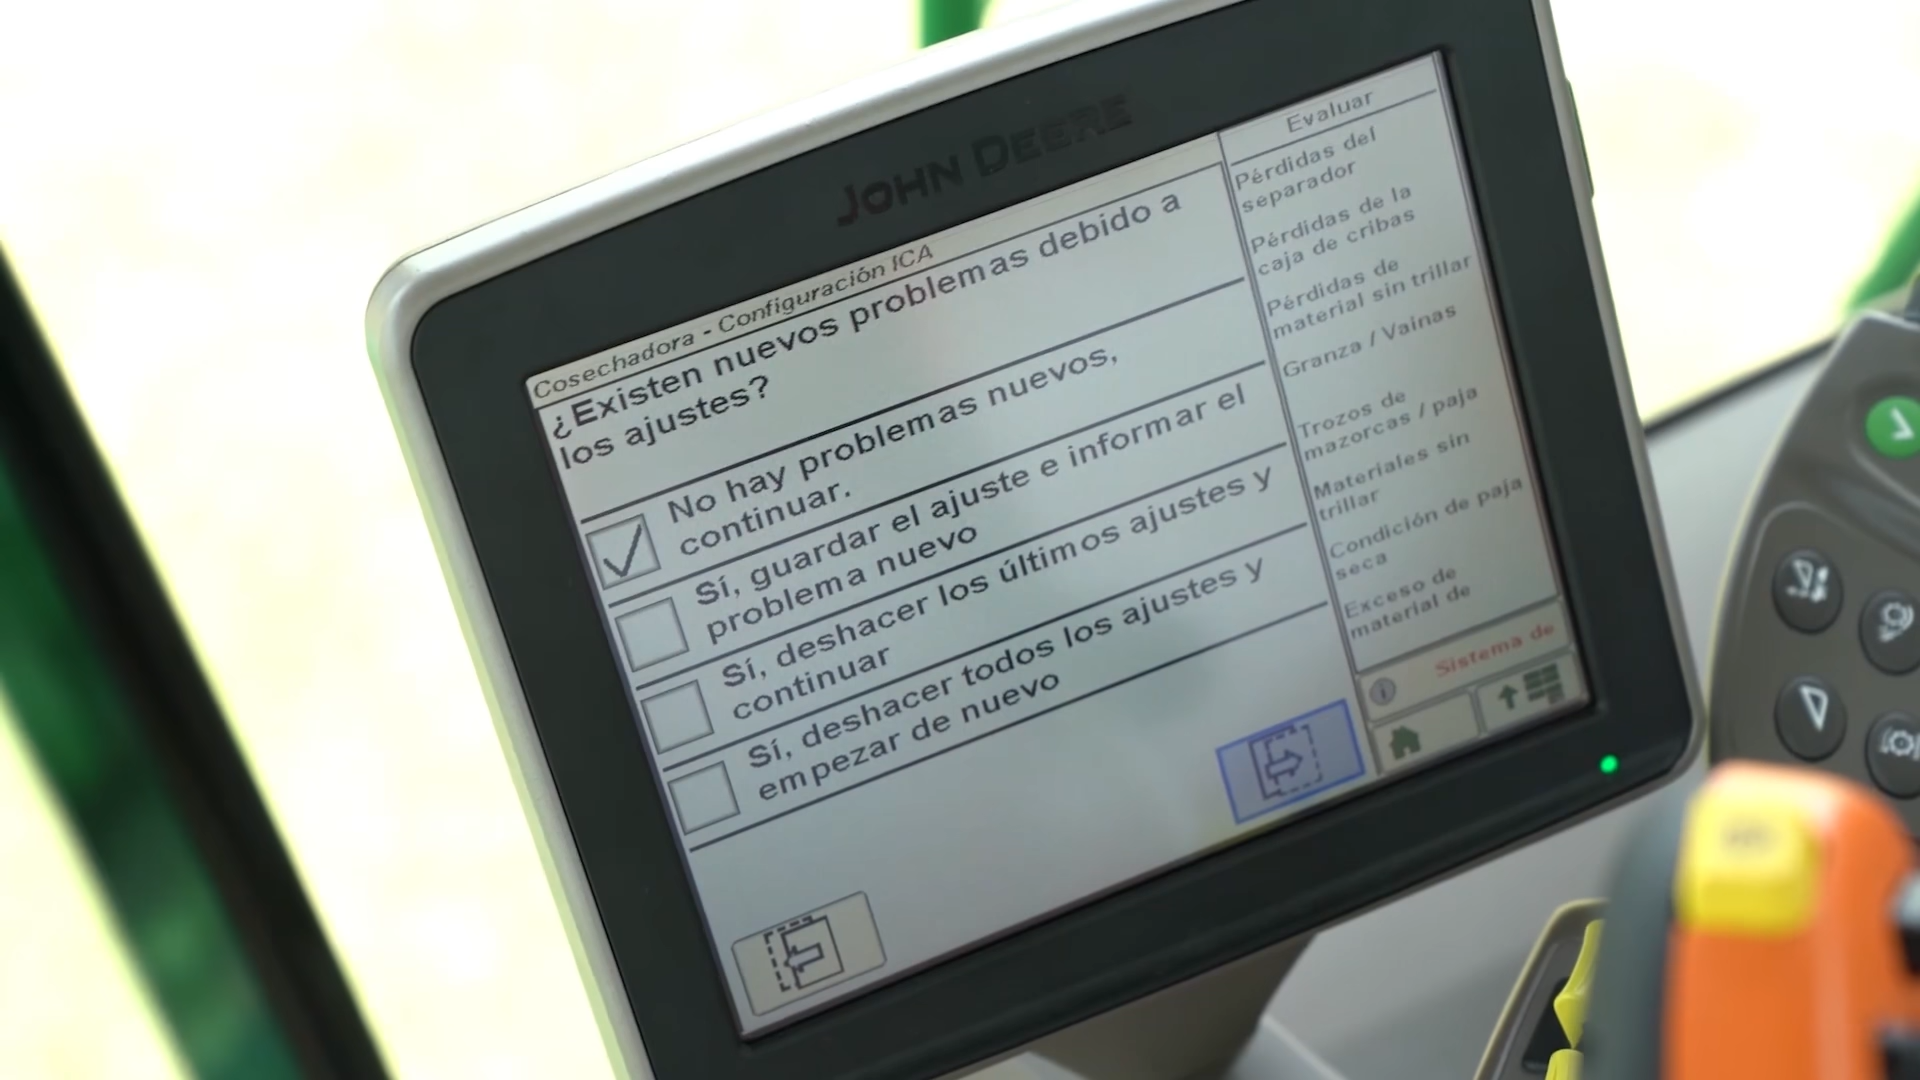 JOHN DEERE
Cosechadora - Configuración ICA
¿Existen nuevos problemas debido a
los ajustes?
No hay problemas nuevos,
continuar.
Sí, guardar el ajuste e informar el
problema nuevo
Sí, deshacer los últimos ajustes y
continuar
Sí, deshacer todos los ajustes y
empezar de nuevo
Evaluar
Pérdidas del
separador
Pérdidas de la
caja de cribas
Pérdidas de
material sin trillar
Granza / Vainas
Trozos de
mazorcas / paja
Materiales sin
trillar
Condición de paja
seca
Exceso de
material de
Sistema de